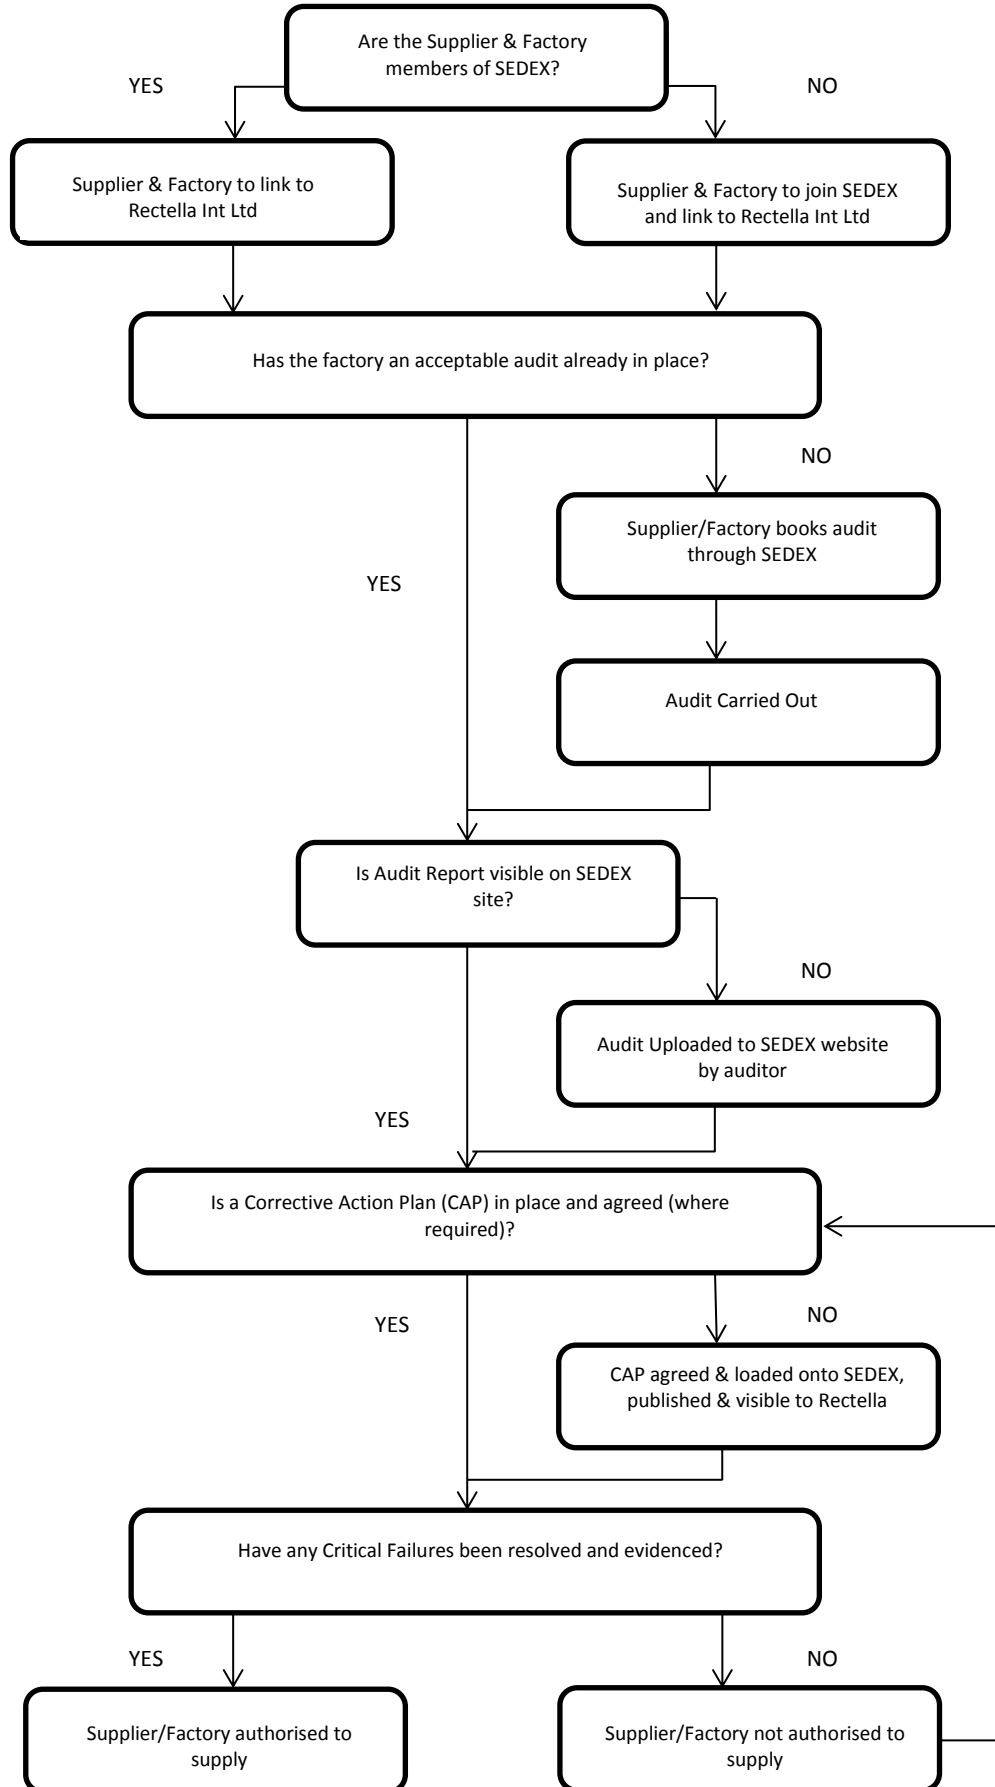 Are the Supplier & Factory
members of SEDEX?
YES
NO
Supplier & Factory to link to
Rectella Int Ltd
Supplier & Factory to join SEDEX
and link to Rectella Int Ltd
Has the factory an acceptable audit already in place?
NO
Supplier/Factory books audit
through SEDEX
YES
Audit Carried Out
Is Audit Report visible on SEDEX
site?
NO
Audit Uploaded to SEDEX website
by auditor
YES
Is a Corrective Action Plan (CAP) in place and agreed (where
required)?
NO
YES
CAP agreed & loaded onto SEDEX,
published & visible to Rectella
Have any Critical Failures been resolved and evidenced?
YES
NO
Supplier/Factory authorised to
supply
Supplier/Factory not authorised to
supply